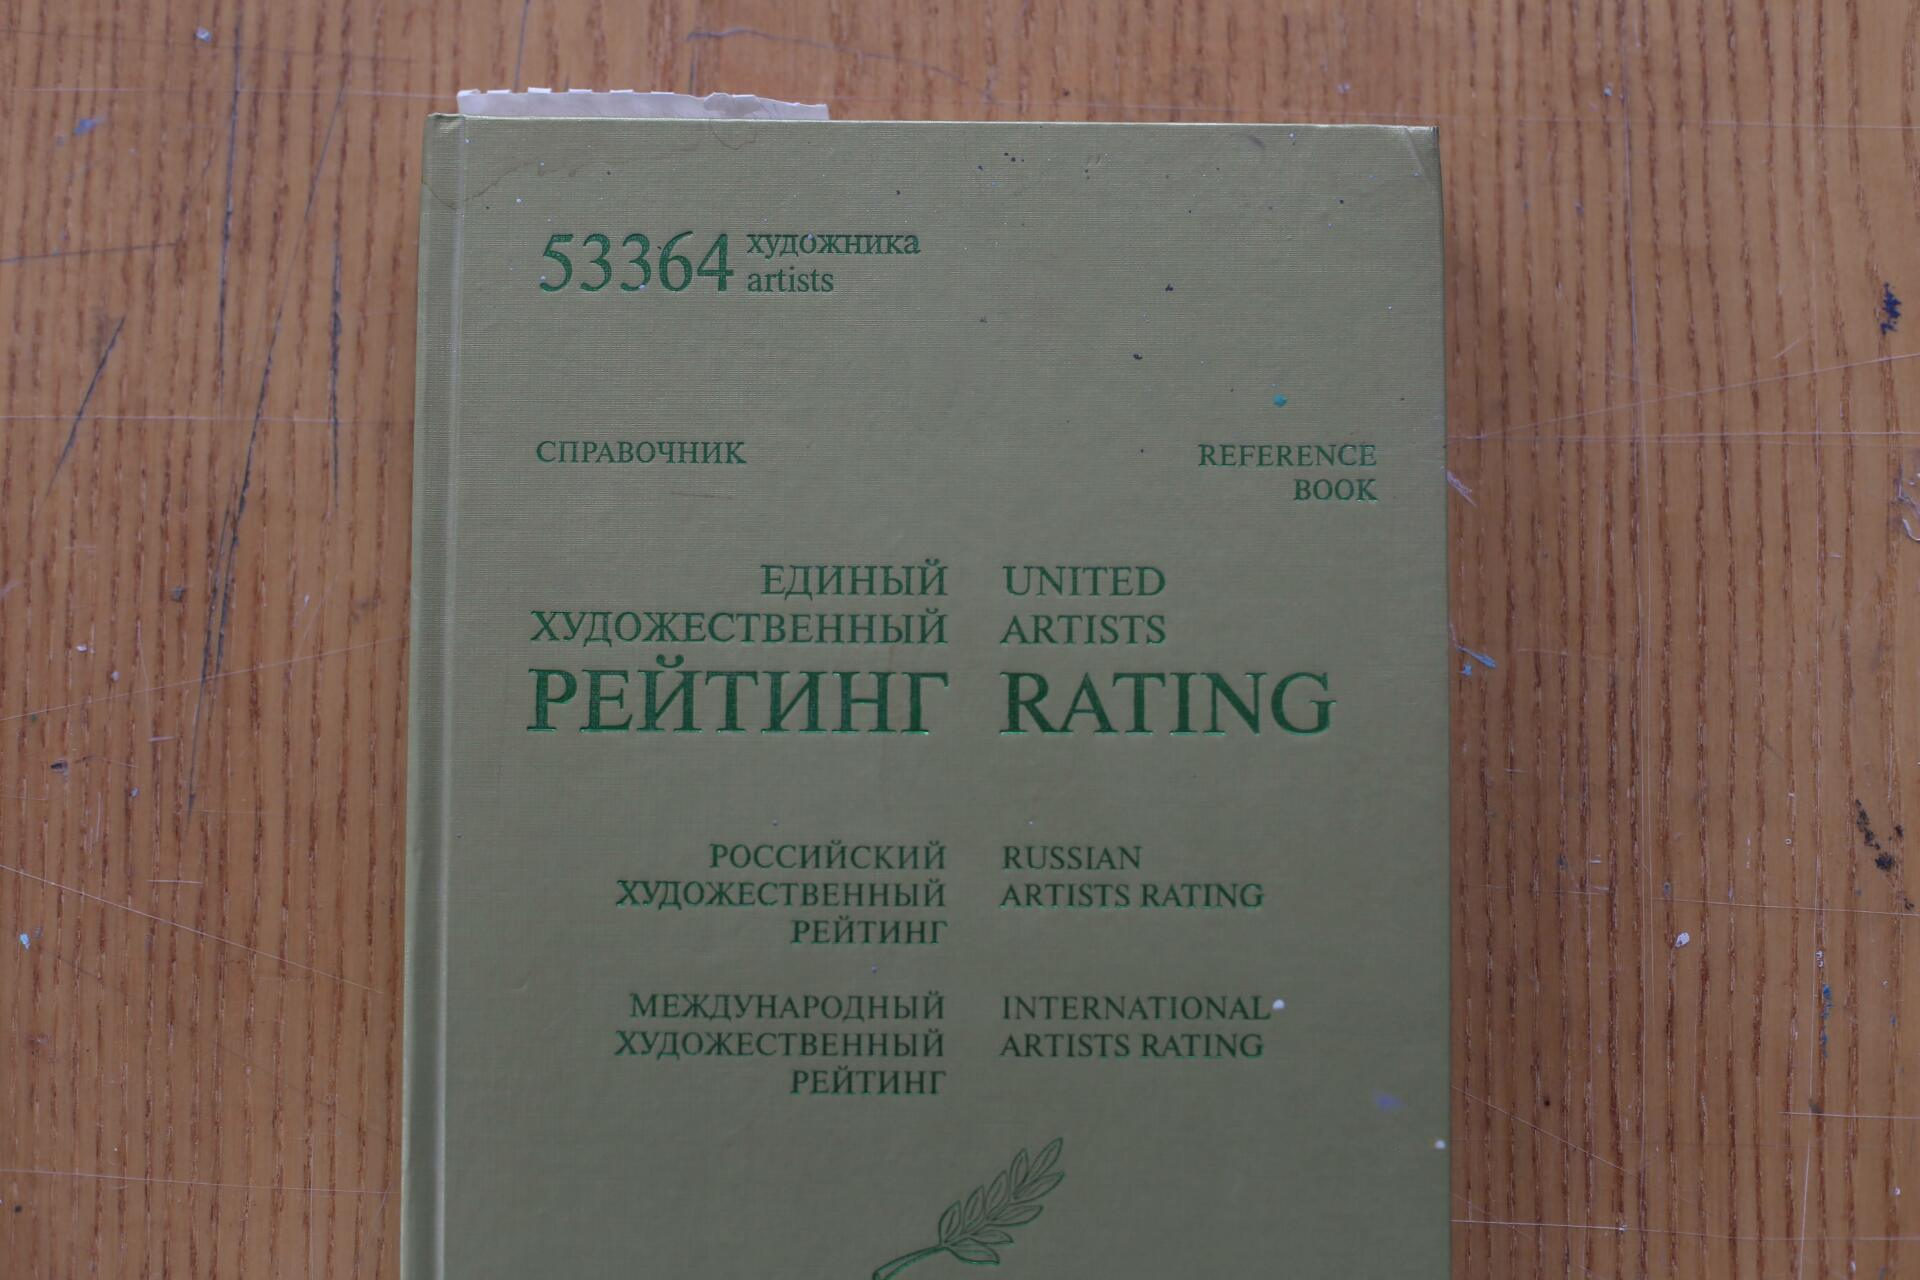 53364 художника
artists
СПРАВОЧНИК
REFERENCE
BOOK
ЕДИНЫЙ
ХУДОЖЕСТВЕННЫЙ
РЕЙТИНГ
UNITED
ARTISTS
RATING
РОССИЙСКИЙ
ХУДОЖЕСТВЕННЫЙ
РЕЙТИНГ
RUSSIAN
ARTISTS RATING
МЕЖДУНАРОДНЫЙ
ХУДОЖЕСТВЕННЫЙ
РЕЙТИНГ
INTERNATIONAL
ARTISTS RATING